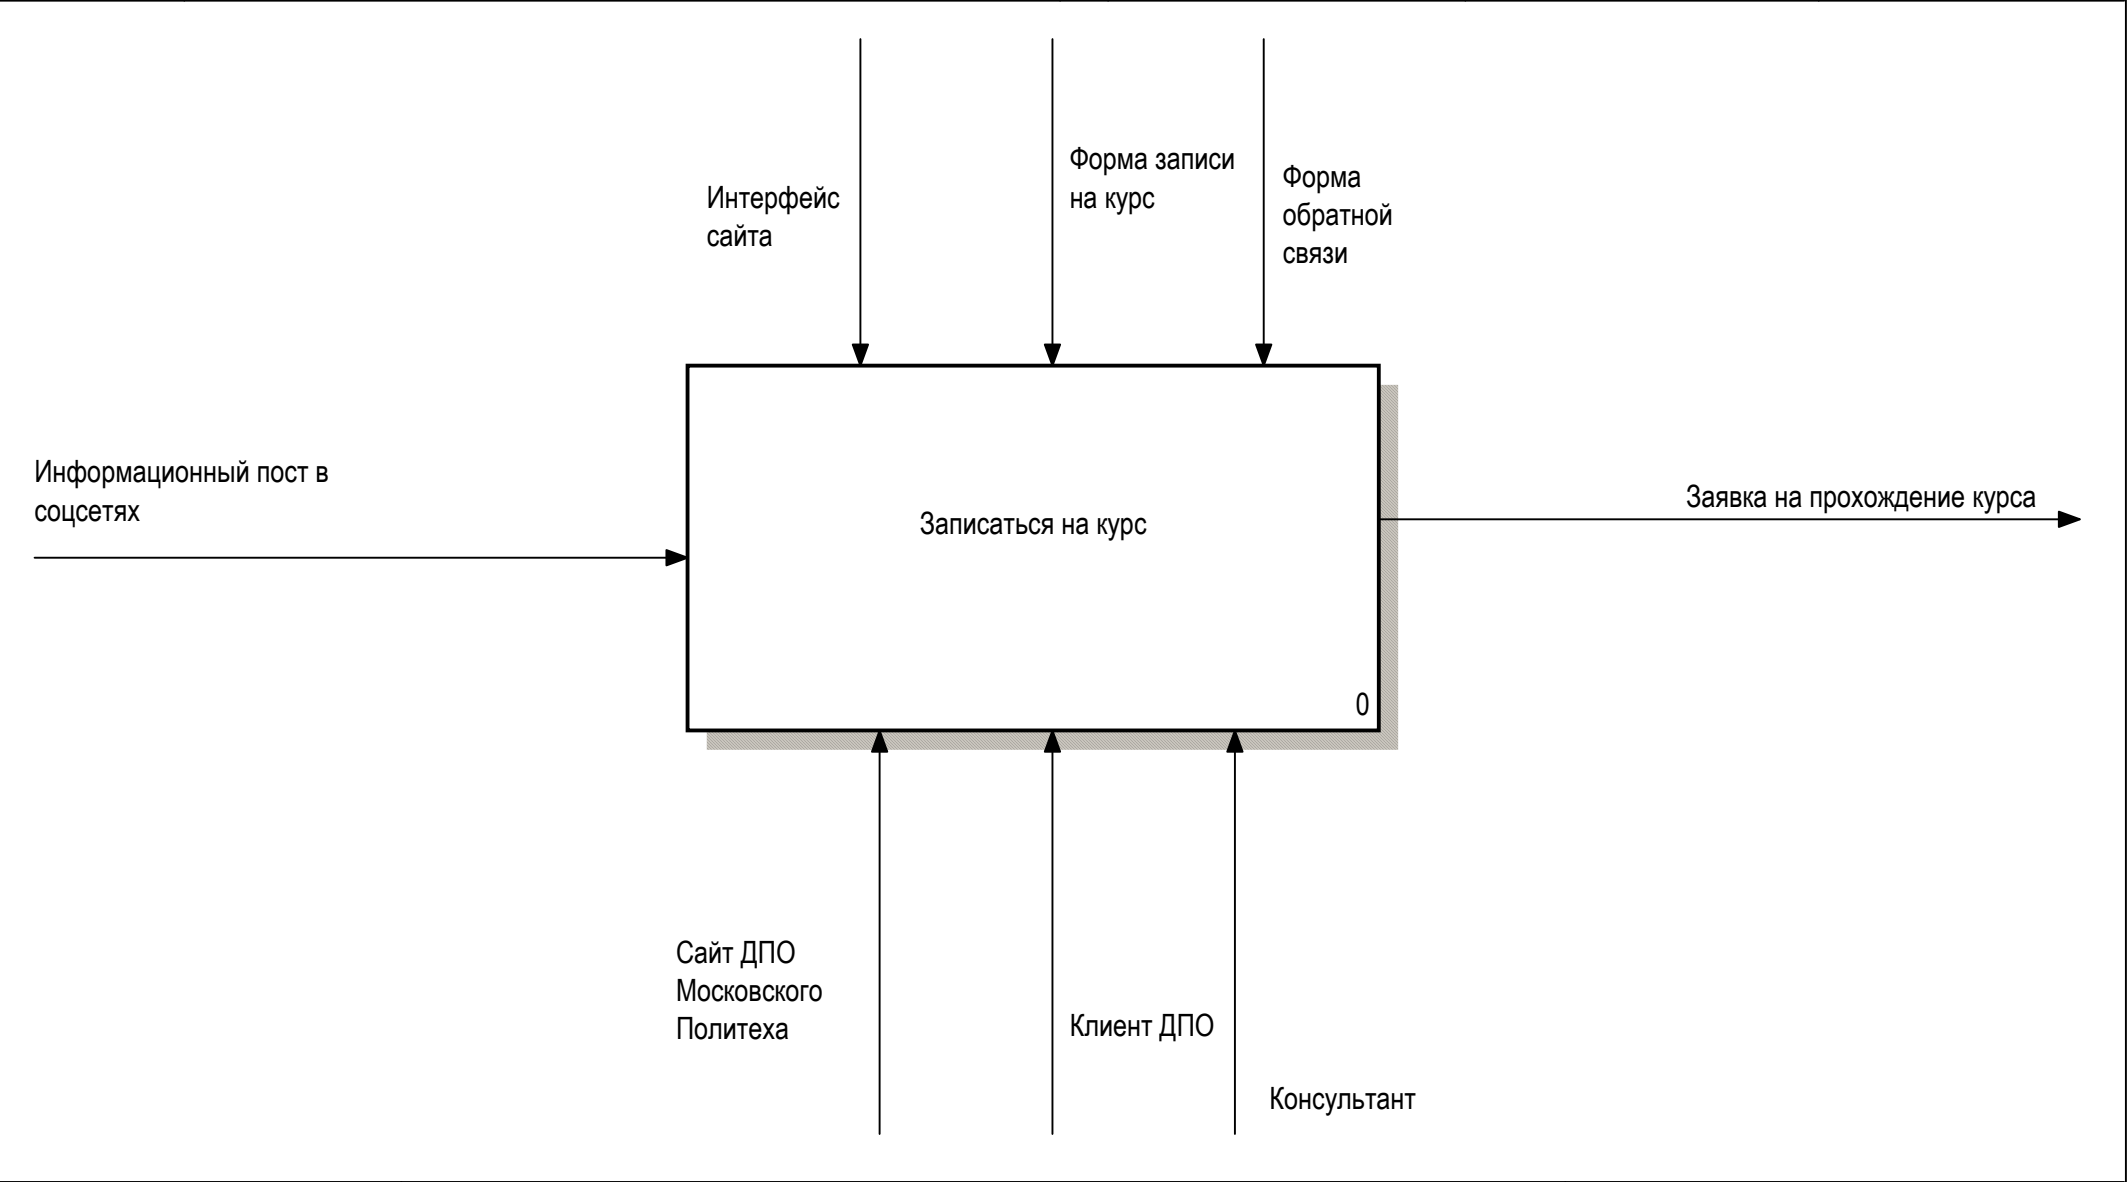 Интерфейс
сайта
Форма записи
на курс
Форма
обратной
связи
Информационный пост в
соцсетях
Записаться на курс
Заявка на прохождение курса
0
Сайт ДПО
Московского
Политеха
Клиент ДПО
Консультант